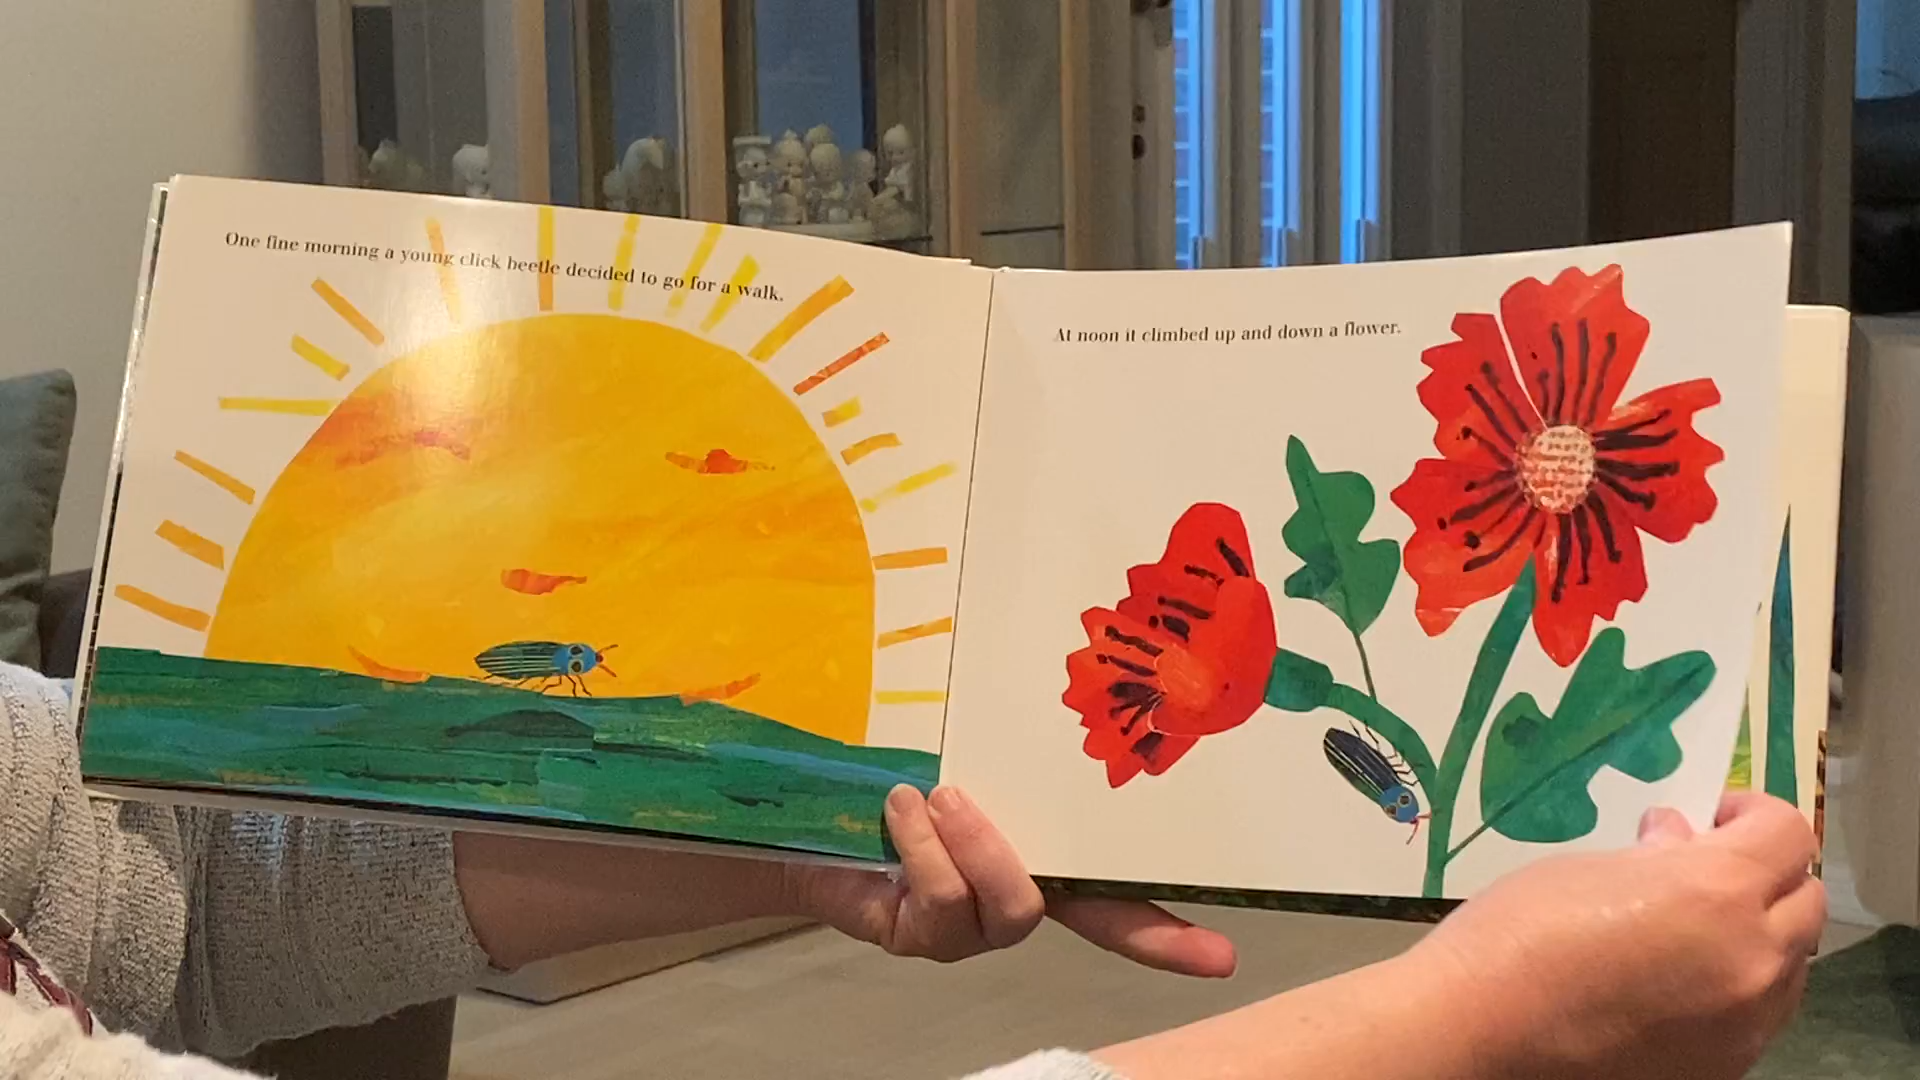 One fine morning a young click beetle decided to go for a walk.
At noon it climbed up and down a flower.